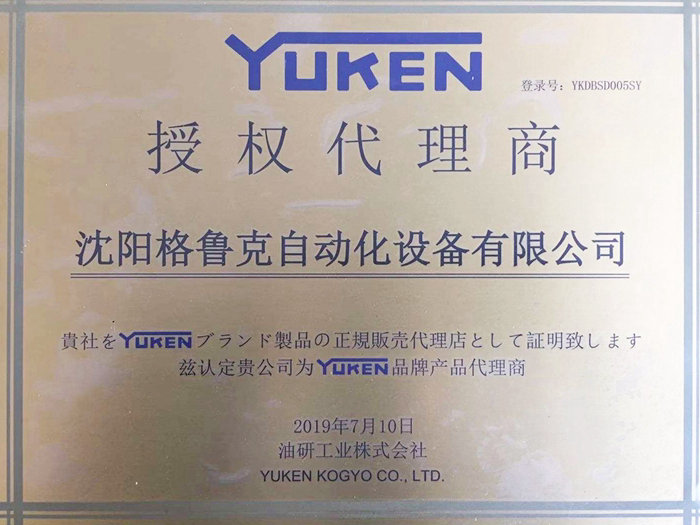 YUKEN
登录号：YKDBSD005SY
授权代理商
沈阳格鲁克自动化设备有限公司
貴社をYUKENブランド製品の正規販売代理店として証明致します
兹认定贵公司为YUKEN品牌产品代理商
2019年7月10日
油研工业株式会社
YUKEN KOGYO CO., LTD.